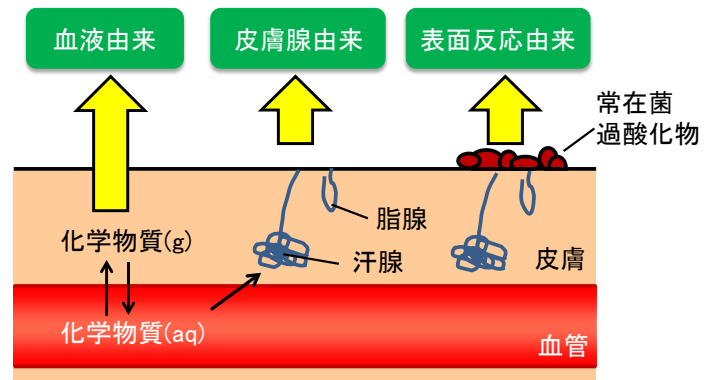 血液由来
皮膚腺由来
表面反応由来
常在菌
過酸化物
脂腺
化学物質(g)
汗腺
皮膚
化学物質(aq)
血管